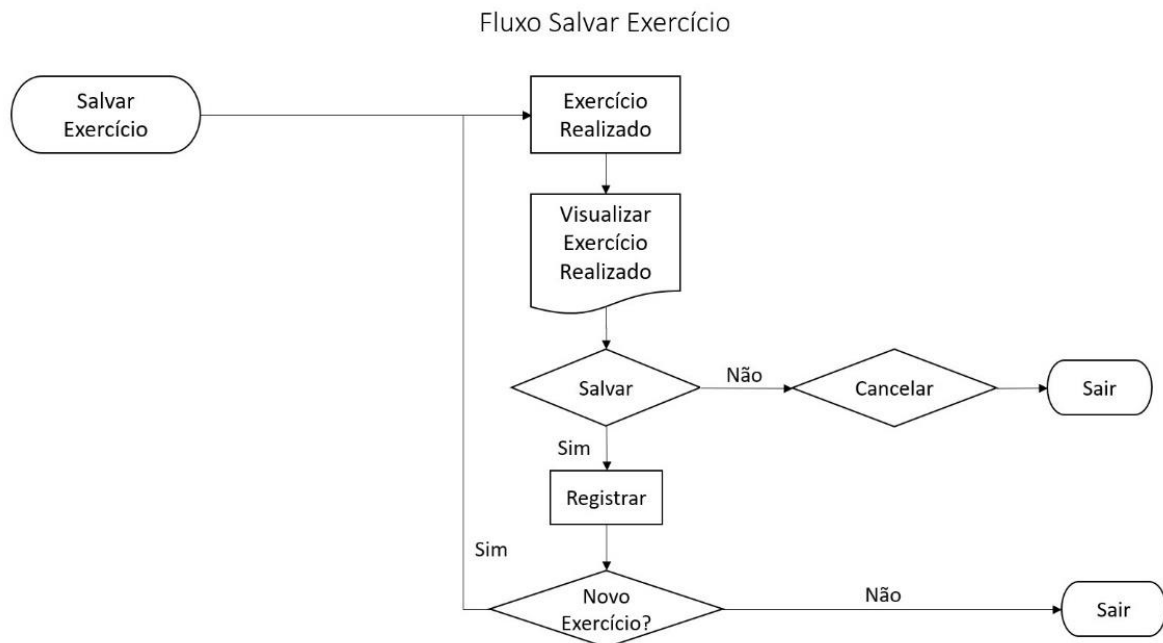 Fluxo Salvar Exercício
Salvar
Exercício
Exercício
Realizado
Visualizar
Exercício
Realizado
Salvar
Não
Cancelar
Sair
Sim
Registrar
Sim
Novo
Exercício?
Não
Sair